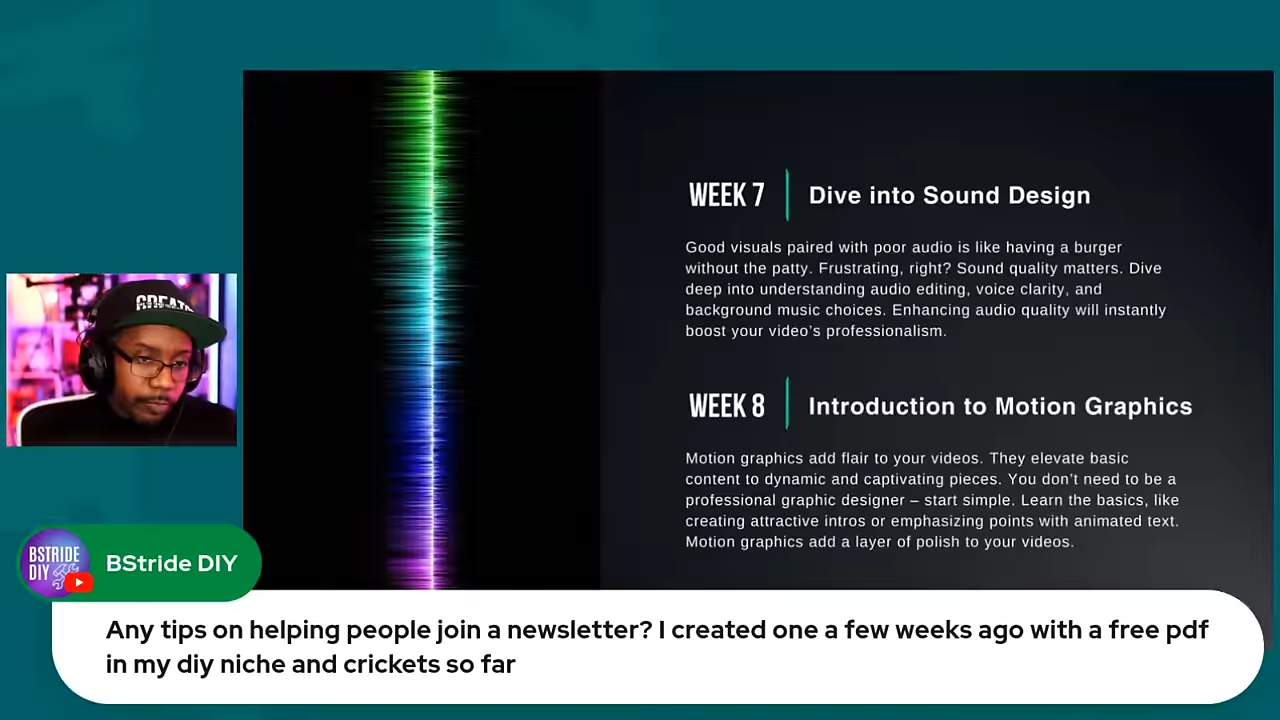 WEEK 7
Dive into Sound Design
Good visuals paired with poor audio is like having a burger
without the patty. Frustrating, right? Sound quality matters. Dive
deep into understanding audio editing, voice clarity, and
background music choices. Enhancing audio quality will instantly
boost your video’s professionalism.
WEEK 8
Introduction to Motion Graphics
Motion graphics add flair to your videos. They elevate basic
content to dynamic and captivating pieces. You don’t need to be a
professional graphic designer – start simple. Learn the basics, like
creating attractive intros or emphasizing points with animated text.
Motion graphics add a layer of polish to your videos.
BSTRIDE
DIY
BStride DIY
Any tips on helping people join a newsletter? I created one a few weeks ago with a free pdf
in my diy niche and crickets so far